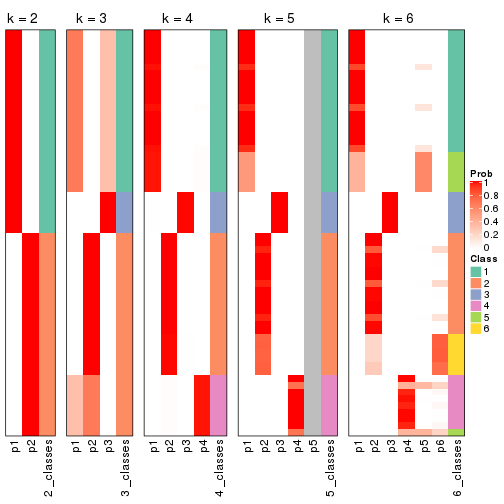 k = 2
k = 3
k = 4
k = 5
k = 6
Prob
1
0.8
0.6
0.4
0.2
0
Class
1
2
3
4
5
6
p1
p2
2_classes
p1
p2
p3
3_classes
p1
p2
p3
p4
4_classes
p1
p2
p3
p4
p5
5_classes
p1
p2
p3
p4
p5
p6
6_classes